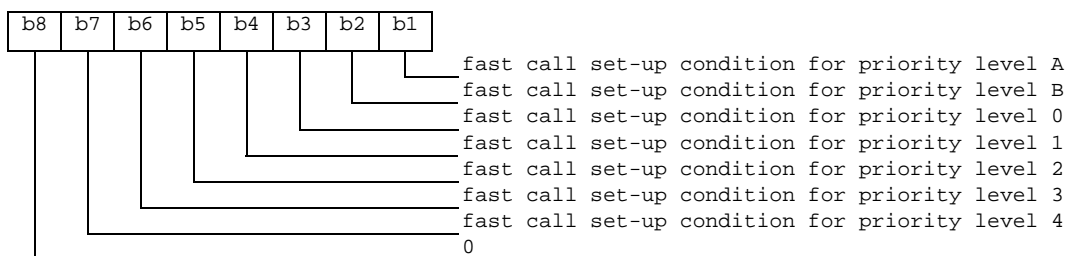 b8 b7 b6 b5 b4 b3 b2 b1
fast call set-up condition for priority level A
fast call set-up condition for priority level B
fast call set-up condition for priority level 0
fast call set-up condition for priority level 1
fast call set-up condition for priority level 2
fast call set-up condition for priority level 3
fast call set-up condition for priority level 4
0